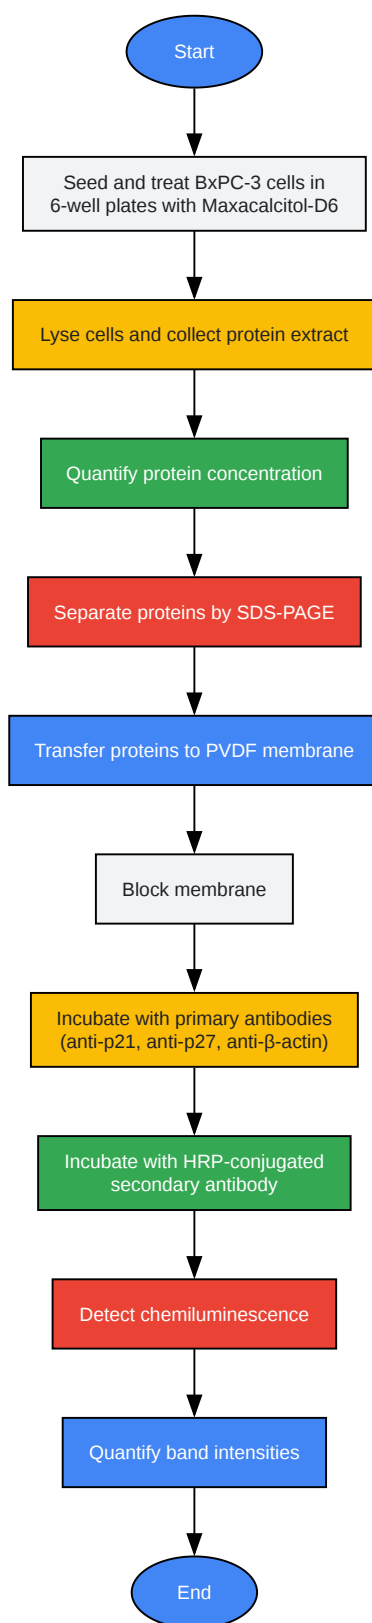 Start
Seed and treat BxPC-3 cells in
6-well plates with Maxacalcitol-D6
Lyse cells and collect protein extract
Quantify protein concentration
Separate proteins by SDS-PAGE
Transfer proteins to PVDF membrane
Block membrane
Incubate with primary antibodies
(anti-p21, anti-p27, anti-β-actin)
Incubate with HRP-conjugated
secondary antibody
Detect chemiluminescence
Quantify band intensities
End